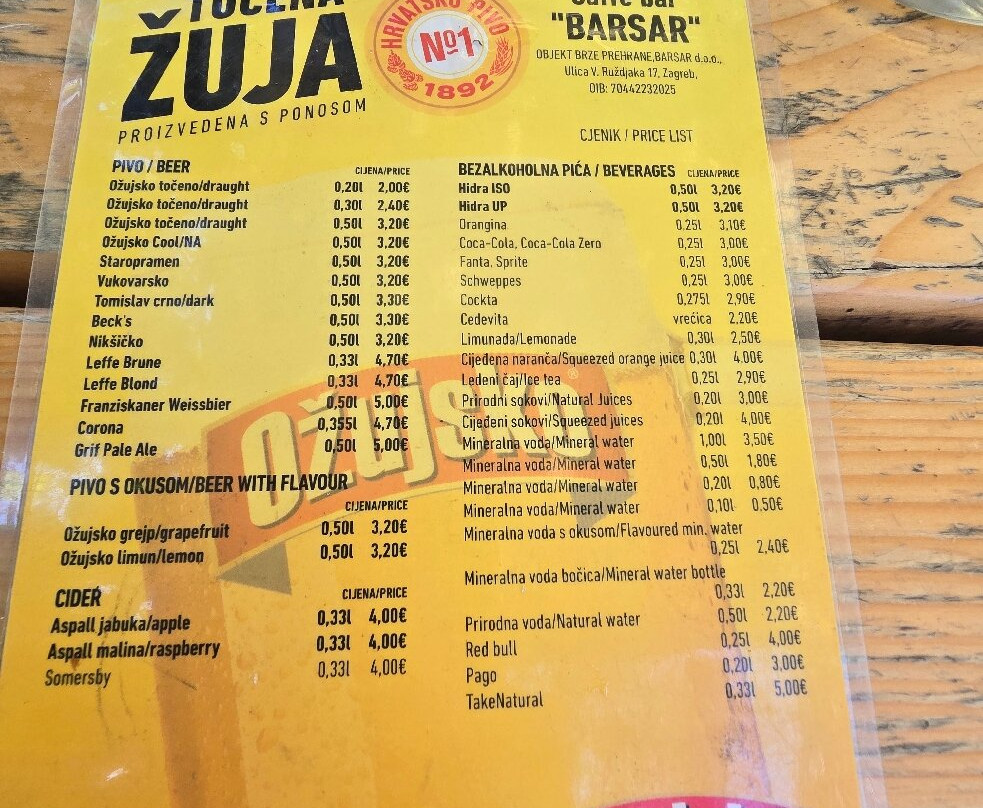 TOČENA
ŽUJA
PROIZVEDENA S PONOSOM
HRVATSKO PIVO
№1
1892
Caffe bar
"BARSAR"
OBJEKT BRZE PREHRANE,BARSAR d.o.o.,
Ulica V. Ruždjaka 17, Zagreb,
OIB: 70442232025
CJENIK / PRICE LIST
PIVO / BEER CIJENA/PRICE
Ožujsko točeno/draught 0,20l 2,00€
Ožujsko točeno/draught 0,30l 2,40€
Ožujsko točeno/draught 0,50l 3,20€
Ožujsko Cool/NA 0,50l 3,20€
Staropramen 0,50l 3,20€
Vukovarsko 0,50l 3,20€
Tomislav crno/dark 0,50l 3,30€
Beck's 0,50l 3,30€
Nikšičko 0,50l 3,20€
Leffe Brune 0,33l 4,70€
Leffe Blond 0,33l 4,70€
Franziskaner Weissbier 0,50l 5,00€
Corona 0,355l 4,70€
Grif Pale Ale 0,50l 5,00€
PIVO S OKUSOM/BEER WITH FLAVOUR
CIJENA/PRICE
Ožujsko grejp/grapefruit 0,50l 3,20€
Ožujsko limun/lemon 0,50l 3,20€
CIDER CIJENA/PRICE
Aspall jabuka/apple 0,33l 4,00€
Aspall malina/raspberry 0,33l 4,00€
Somersby 0,33l 4,00€
BEZALKOHOLNA PIĆA / BEVERAGES CIJENA/PRICE
Hidra ISO 0,50l 3,20€
Hidra UP 0,50l 3,20€
Orangina 0,25l 3,10€
Coca-Cola, Coca-Cola Zero 0,25l 3,00€
Fanta, Sprite 0,25l 3,00€
Schweppes 0,25l 3,00€
Cockta 0,275l 2,90€
Cedevita vrećica 2,20€
Limunada/Lemonade 0,30l 2,50€
Cijeđena naranča/Squeezed orange juice 0,30l 4,00€
Ledeni čaj/Ice tea 0,25l 2,90€
Prirodni sokovi/Natural Juices 0,20l 3,00€
Cijeđeni sokovi/Squeezed juices 0,20l 4,00€
Mineralna voda/Mineral water 1,00l 3,50€
Mineralna voda/Mineral water 0,50l 1,80€
Mineralna voda/Mineral water 0,20l 0,80€
Mineralna voda/Mineral water 0,10l 0,50€
Mineralna voda s okusom/Flavoured min. water
0,25l 2,40€
Mineralna voda bočica/Mineral water bottle
0,33l 2,20€
Prirodna voda/Natural water 0,50l 2,20€
Red bull 0,25l 4,00€
Pago 0,20l 3,00€
TakeNatural 0,33l 5,00€
Ožujsko®